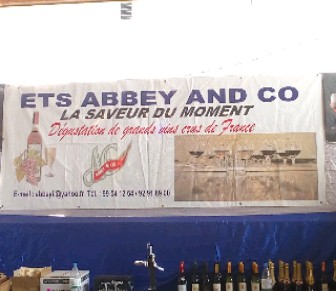 ETS ABBEY AND CO
LA SAVEUR DU MOMENT
Dégustation de grands vins crus de France